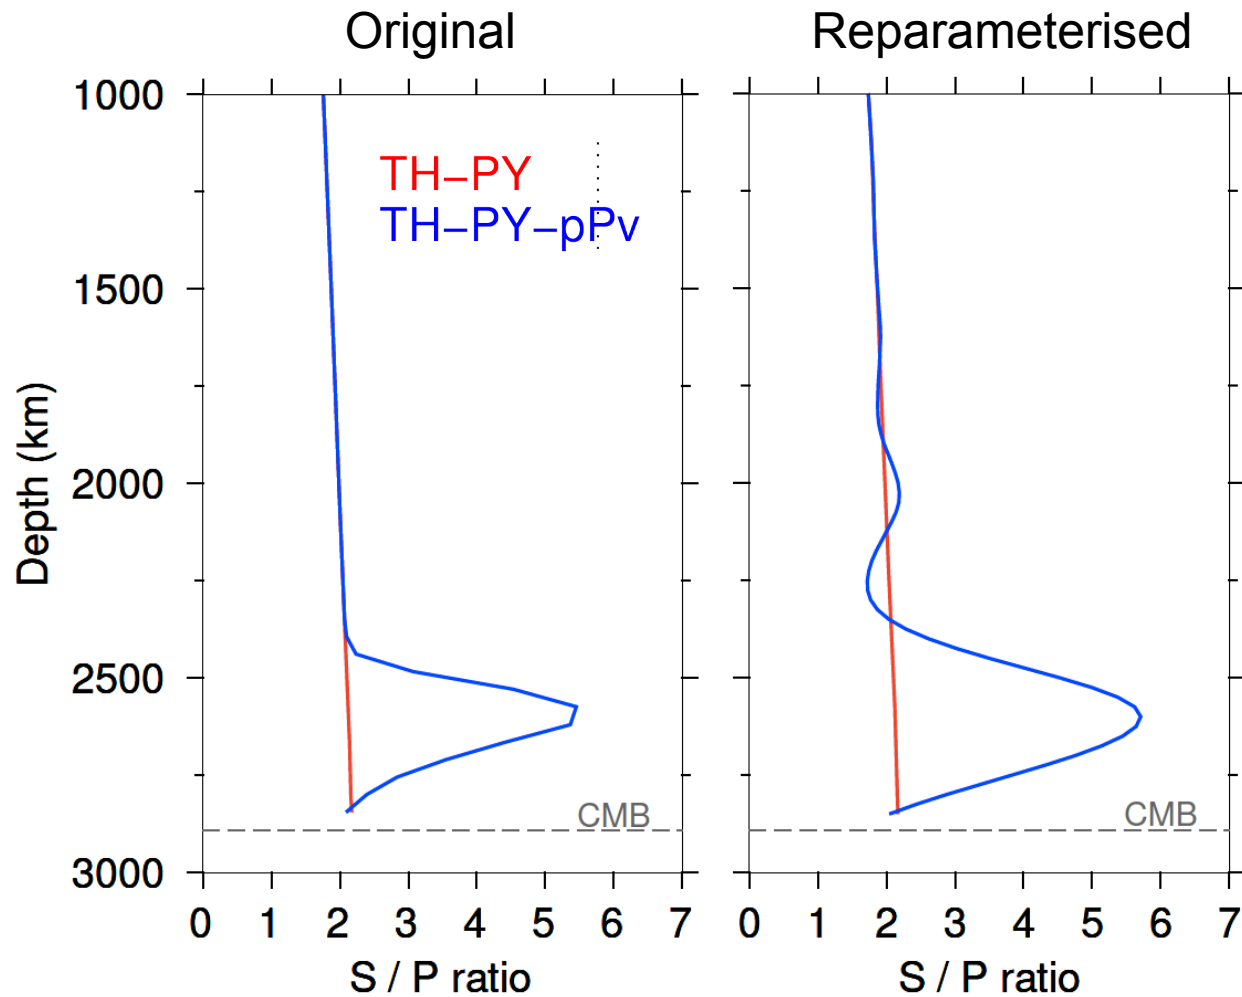 Original
Reparameterised
1000
1500
2000
2500
3000
Depth (km)
TH–PY
TH–PY–pPv
CMB
0 1 2 3 4 5 6 7
S / P ratio
CMB
0 1 2 3 4 5 6 7
S / P ratio